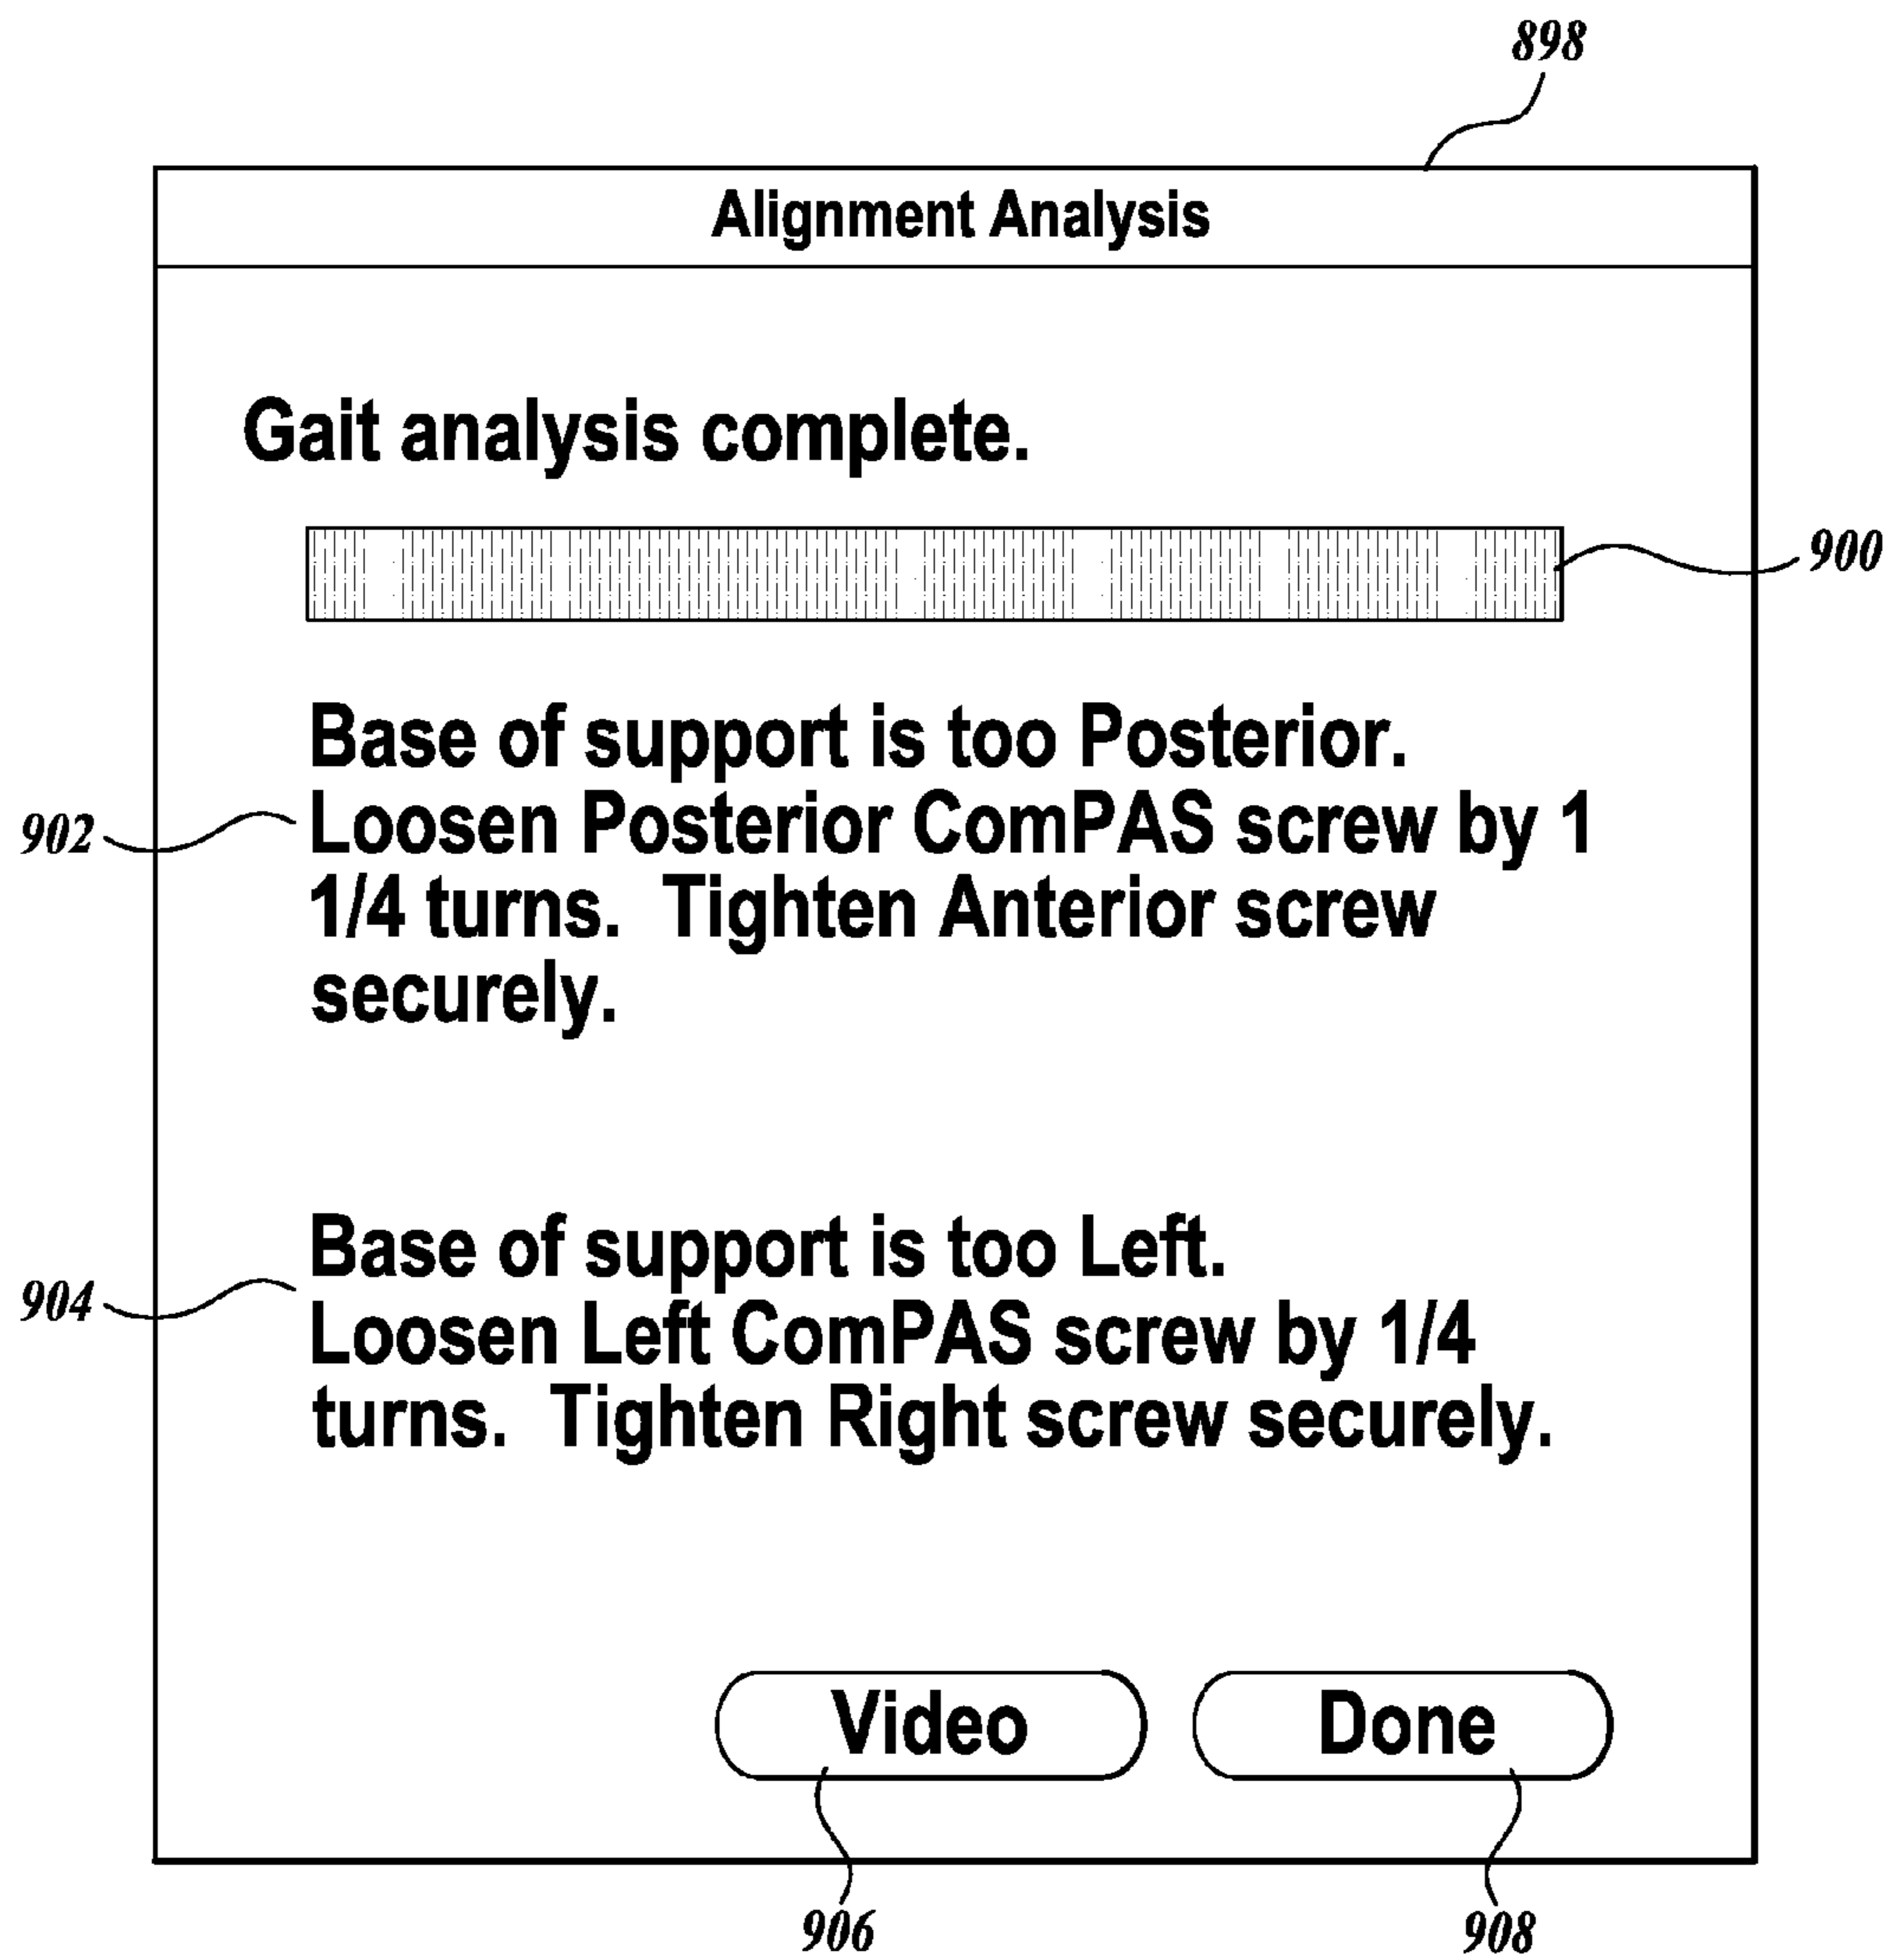 898
Alignment Analysis
Gait analysis complete.
900
Base of support is too Posterior.
902
Loosen Posterior ComPAS screw by 1
1/4 turns.  Tighten Anterior screw
securely.
Base of support is too Left.
904
Loosen Left ComPAS screw by 1/4
turns.  Tighten Right screw securely.
Video
Done
906
908